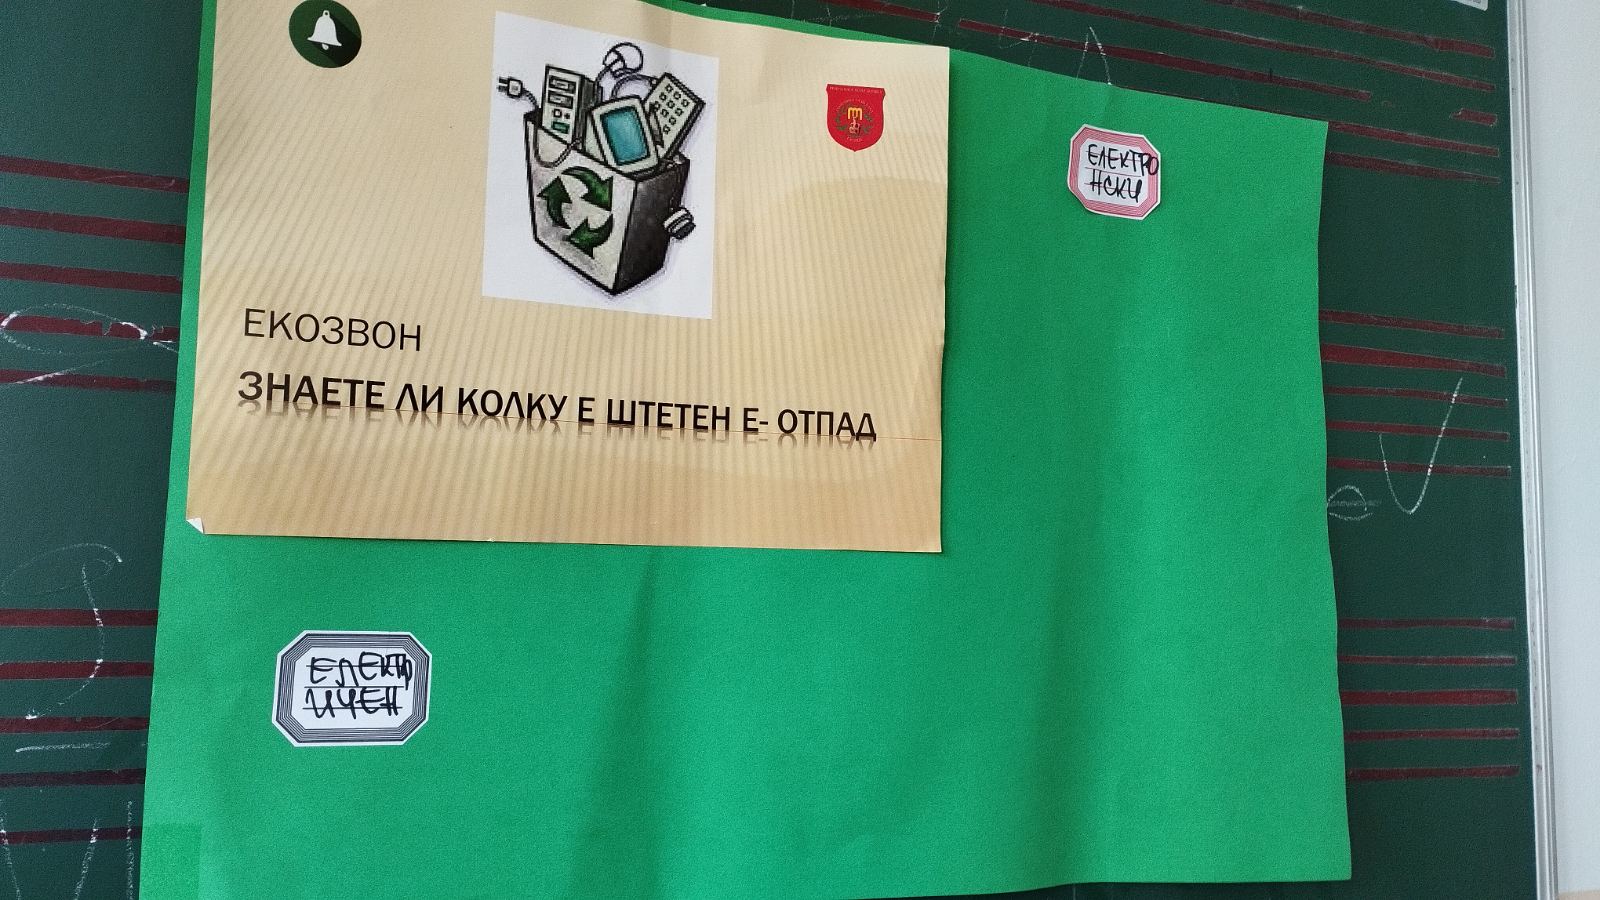 ЕКОЗВОН
ЗНАЕТЕ ЛИ КОЛКУ Е ШТЕТЕН Е- ОТПАД
ЕЛЕКТРО
НСКИ
ЕЛЕКТР
ИЧЕН